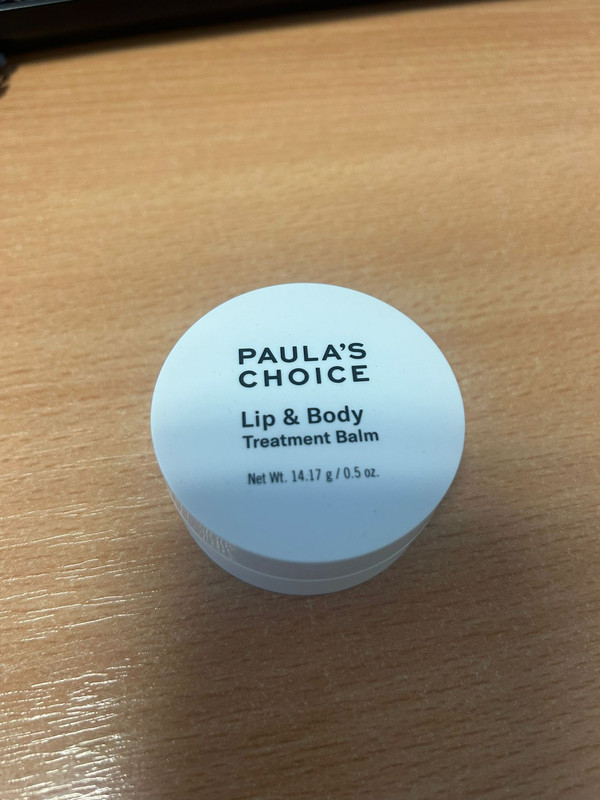 PAULA'S
CHOICE
Lip & Body
Treatment Balm
Net Wt. 14.17 g / 0.5 oz.